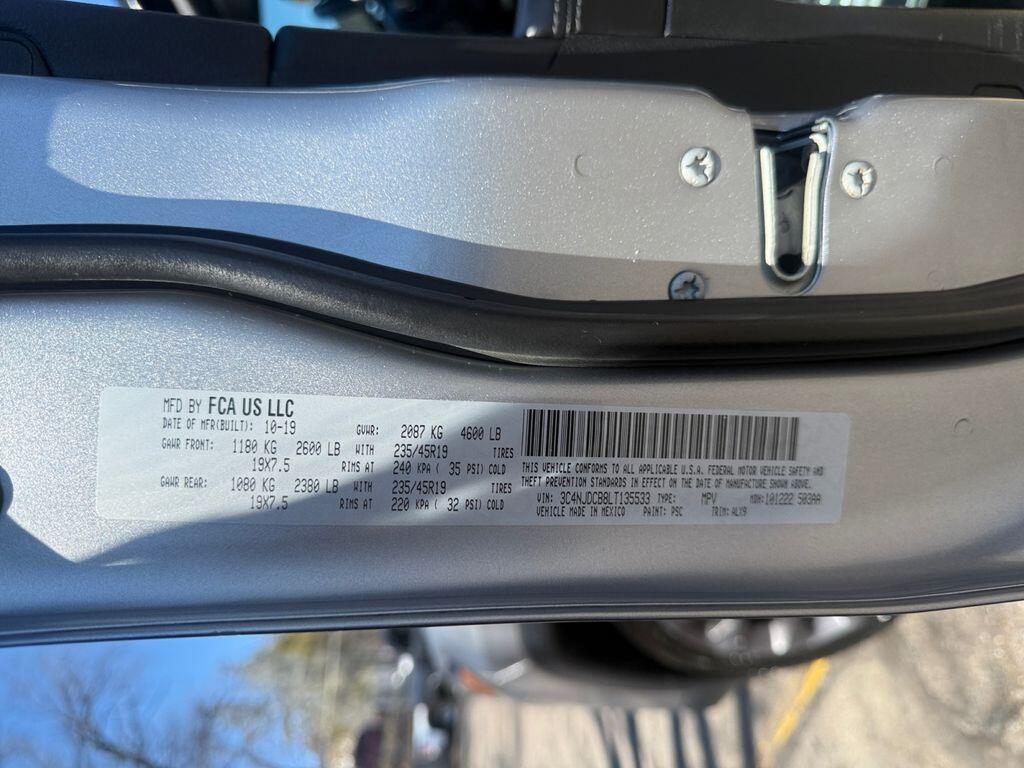 MFD BY FCA US LLC
DATE OF MFR(BUILT): 10-19 GVWR: 2087 KG 4600 LB
GAWR FRONT: 1180 KG 2600 LB WITH 235/45R19 TIRES
19X7.5 RIMS AT 240 KPA ( 35 PSI) COLD
GAWR REAR: 1080 KG 2380 LB WITH 235/45R19 TIRES
19X7.5 RIMS AT 220 KPA ( 32 PSI) COLD
THIS VEHICLE CONFORMS TO ALL APPLICABLE U.S.A. FEDERAL MOTOR VEHICLE SAFETY AND
THEFT PREVENTION STANDARDS IN EFFECT ON THE DATE OF MANUFACTURE SHOWN ABOVE.
VIN: 3C4NJDCB8LT135533 TYPE: MPV MDH: 101222 503AA
VEHICLE MADE IN MEXICO PAINT: PSC TRIM: ALX9